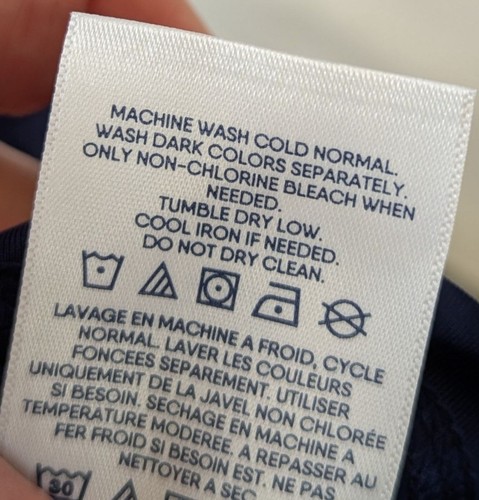 MACHINE WASH COLD NORMAL.
WASH DARK COLORS SEPARATELY.
ONLY NON-CHLORINE BLEACH WHEN
NEEDED.
TUMBLE DRY LOW.
COOL IRON IF NEEDED.
DO NOT DRY CLEAN.
LAVAGE EN MACHINE A FROID, CYCLE
NORMAL. LAVER LES COULEURS
FONCEES SEPAREMENT. UTILISER
UNIQUEMENT DE LA JAVEL NON CHLORÉE
SI BESOIN. SECHAGE EN MACHINE A
TEMPERATURE MODEREE. A REPASSER AU
FER FROID SI BESOIN EST. NE PAS
NETTOYER A SEC
30